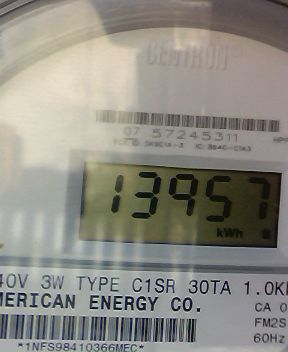 CENTRON
07 57245311
13957
kWh
40V 3W TYPE C1SR 30TA 1.0K
MERICAN ENERGY CO.
CA 0
FM2S
60Hz
*1NFS98410366MEC*